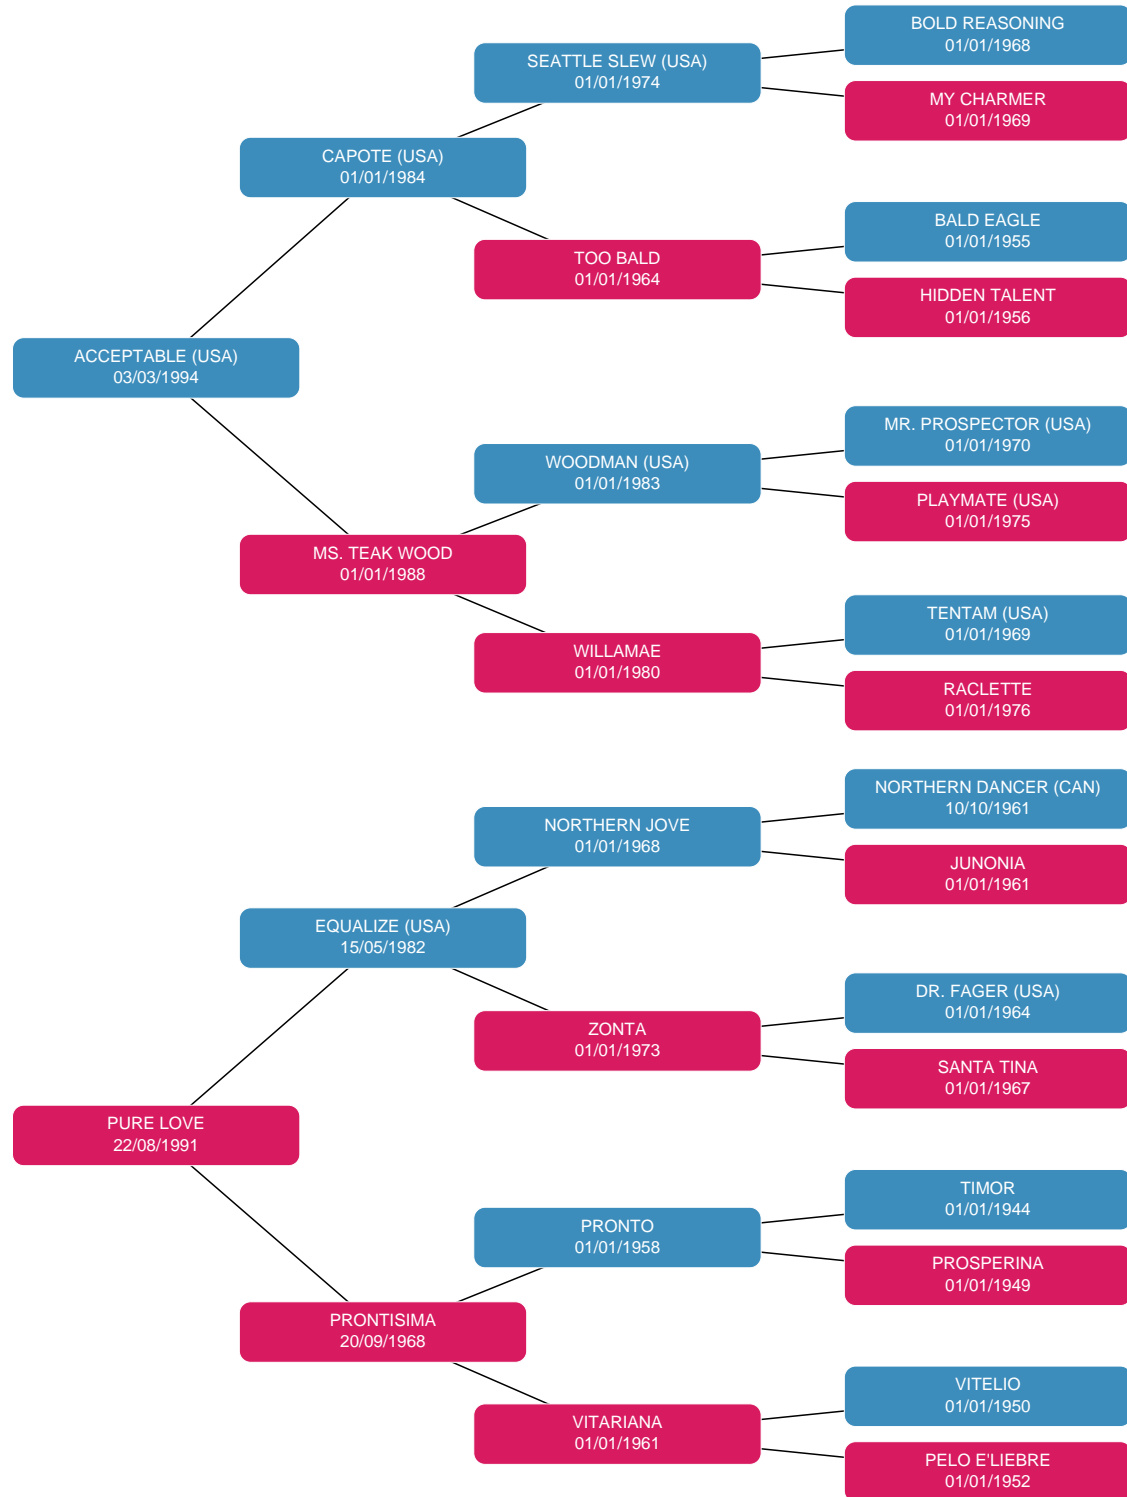 BOLD REASONING
01/01/1968
SEATTLE SLEW (USA)
01/01/1974
MY CHARMER
01/01/1969
CAPOTE (USA)
01/01/1984
BALD EAGLE
01/01/1955
TOO BALD
01/01/1964
HIDDEN TALENT
01/01/1956
ACCEPTABLE (USA)
03/03/1994
MR. PROSPECTOR (USA)
01/01/1970
WOODMAN (USA)
01/01/1983
PLAYMATE (USA)
01/01/1975
MS. TEAK WOOD
01/01/1988
TENTAM (USA)
01/01/1969
WILLAMAE
01/01/1980
RACLETTE
01/01/1976
NORTHERN DANCER (CAN)
10/10/1961
NORTHERN JOVE
01/01/1968
JUNONIA
01/01/1961
EQUALIZE (USA)
15/05/1982
DR. FAGER (USA)
01/01/1964
ZONTA
01/01/1973
SANTA TINA
01/01/1967
PURE LOVE
22/08/1991
TIMOR
01/01/1944
PRONTO
01/01/1958
PROSPERINA
01/01/1949
PRONTISIMA
20/09/1968
VITELIO
01/01/1950
VITARIANA
01/01/1961
PELO E'LIEBRE
01/01/1952